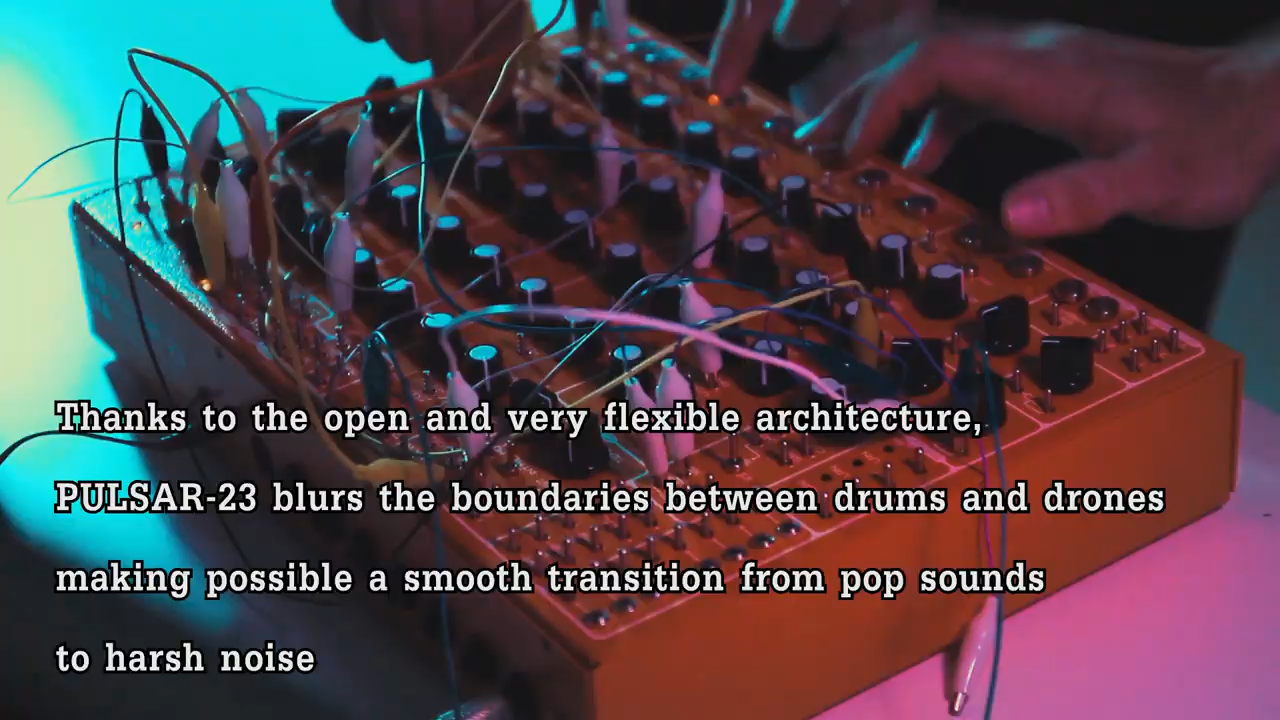 Thanks to the open and very flexible architecture,
PULSAR-23 blurs the boundaries between drums and drones
making possible a smooth transition from pop sounds
to harsh noise